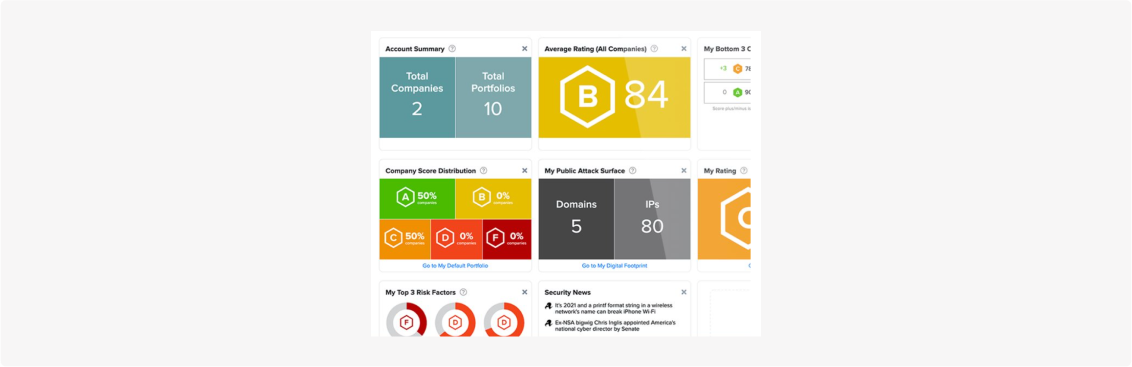 Account Summary ?
Total Companies
2
Total Portfolios
10
Average Rating (All Companies) ?
B 84
My Bottom 3 C
+3 C 78
0 A 90
Company Score Distribution ?
A 50%
companies
B 0%
companies
C 50%
companies
D 0%
companies
F 0%
companies
Go to My Default Portfolio
My Public Attack Surface ?
Domains
5
IPs
80
Go to My Digital Footprint
My Rating ?
My Top 3 Risk Factors ?
F
D
D
Security News
It's 2021 and a printf format string in a wireless
network's name can break iPhone Wi-Fi
Ex-NSA bigwig Chris Inglis appointed America's
national cyber director by Senate